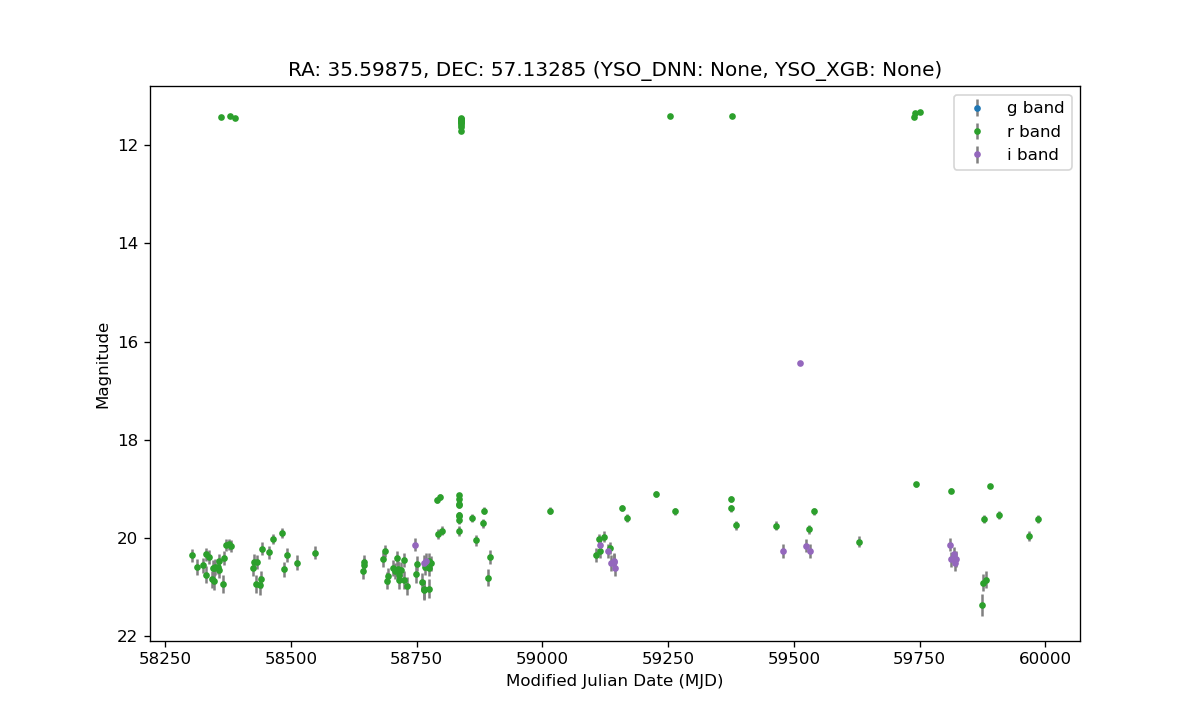 RA: 35.59875, DEC: 57.13285 (YSO_DNN: None, YSO_XGB: None)
g band
r band
i band
Magnitude
12
14
16
18
20
22
58250 58500 58750 59000 59250 59500 59750 60000
Modified Julian Date (MJD)